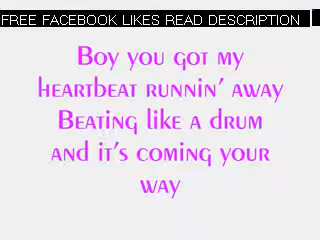 FREE FACEBOOK LIKES READ DESCRIPTION
Boy you got my
heartbeat runnin' away
Beating like a drum
and it's coming your
way